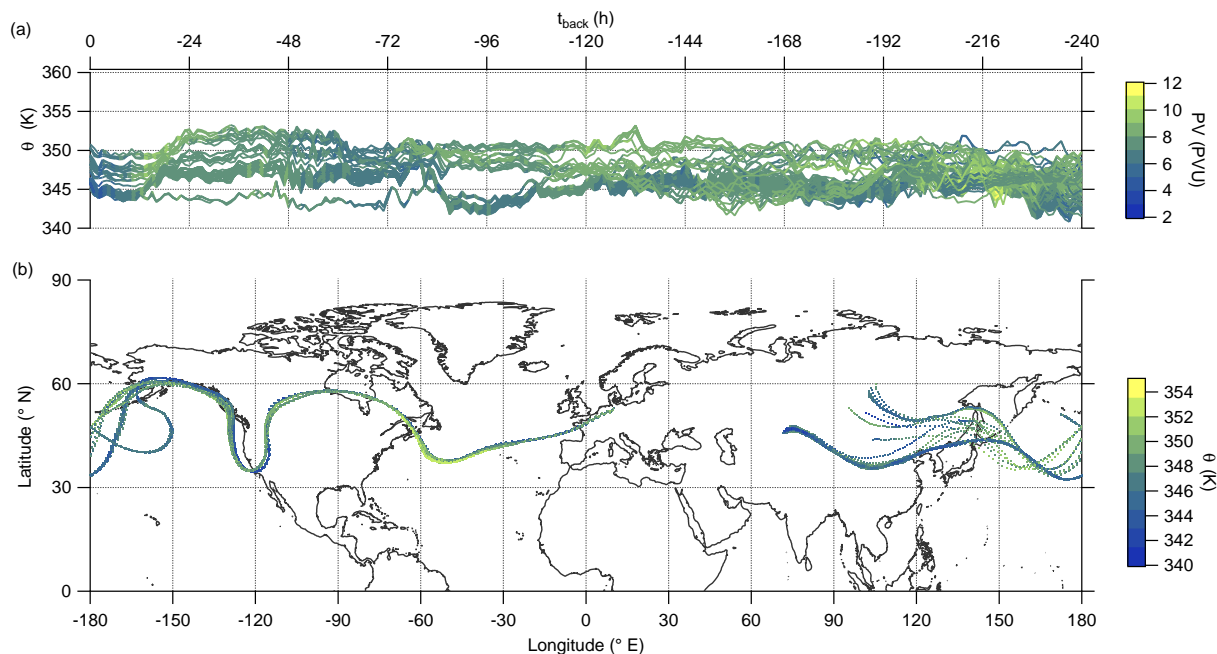 (a)
t_back (h)
0 -24 -48 -72 -96 -120 -144 -168 -192 -216 -240
360
355
350
345
340
θ (K)
12
10
8
6
4
2
PV (PVU)
(b)
90
60
30
0
Latitude (° N)
-180 -150 -120 -90 -60 -30 0 30 60 90 120 150 180
Longitude (° E)
354
352
350
348
346
344
342
340
θ (K)